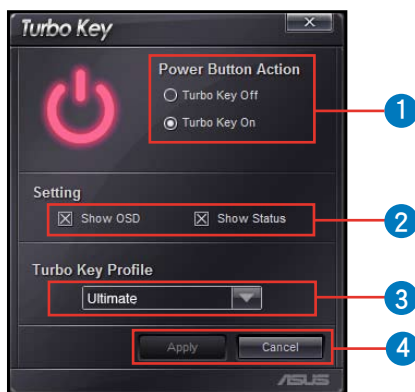 Turbo Key
Power Button Action
Turbo Key Off
Turbo Key On
1
Setting
Show OSD Show Status
2
Turbo Key Profile
Ultimate
3
Apply Cancel
4
ASUS